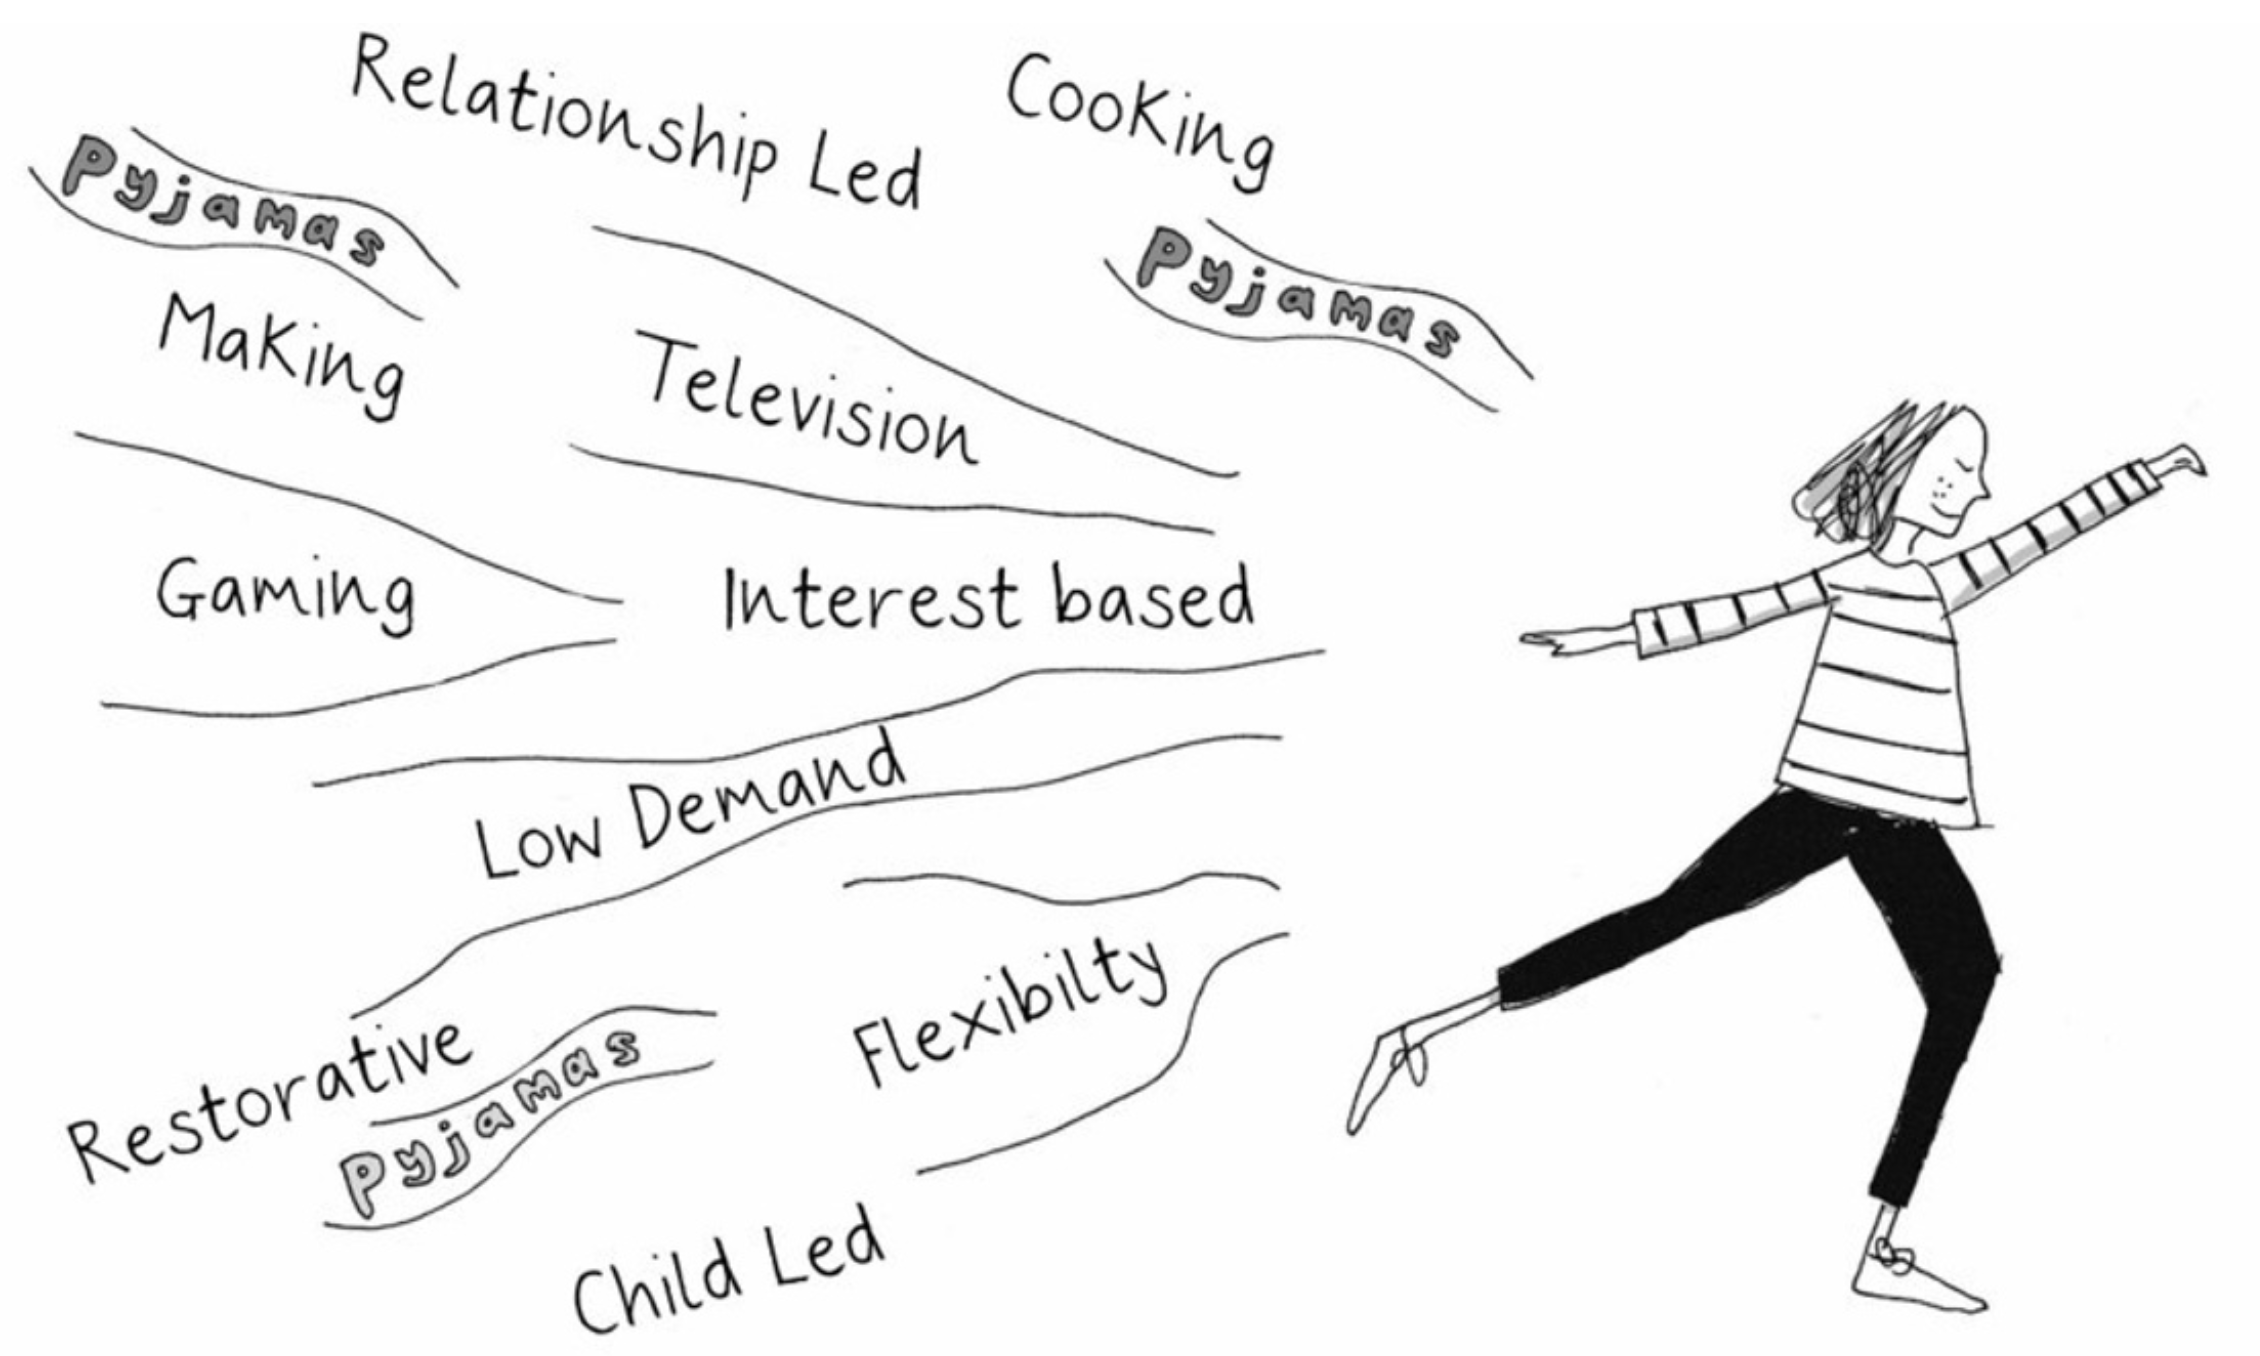 Relationship Led
Cooking
Pyjamas
Pyjamas
Making
Television
Gaming
Interest based
Low Demand
Flexibilty
Restorative
Pyjamas
Child Led